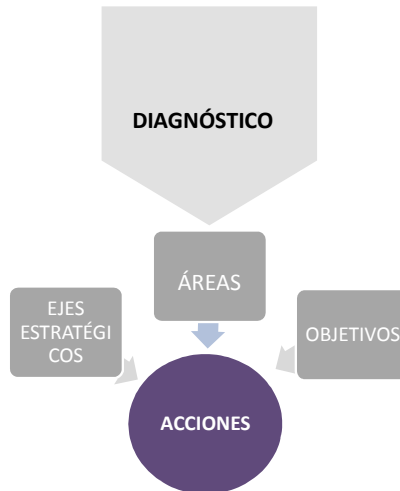 DIAGNÓSTICO
ÁREAS
EJES
ESTRATÉGI
COS
OBJETIVOS
ACCIONES